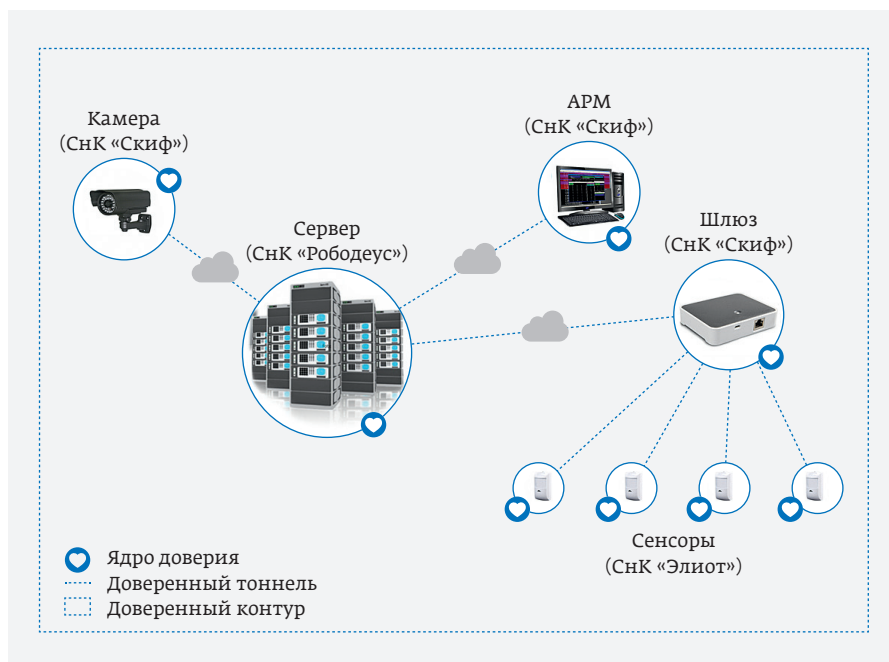 Камера
(СнК «Скиф»)
АРМ
(СнК «Скиф»)
Сервер
(СнК «Рободеус»)
Шлюз
(СнК «Скиф»)
Сенсоры
(СнК «Элиот»)
Ядро доверия
Доверенный тоннель
Доверенный контур